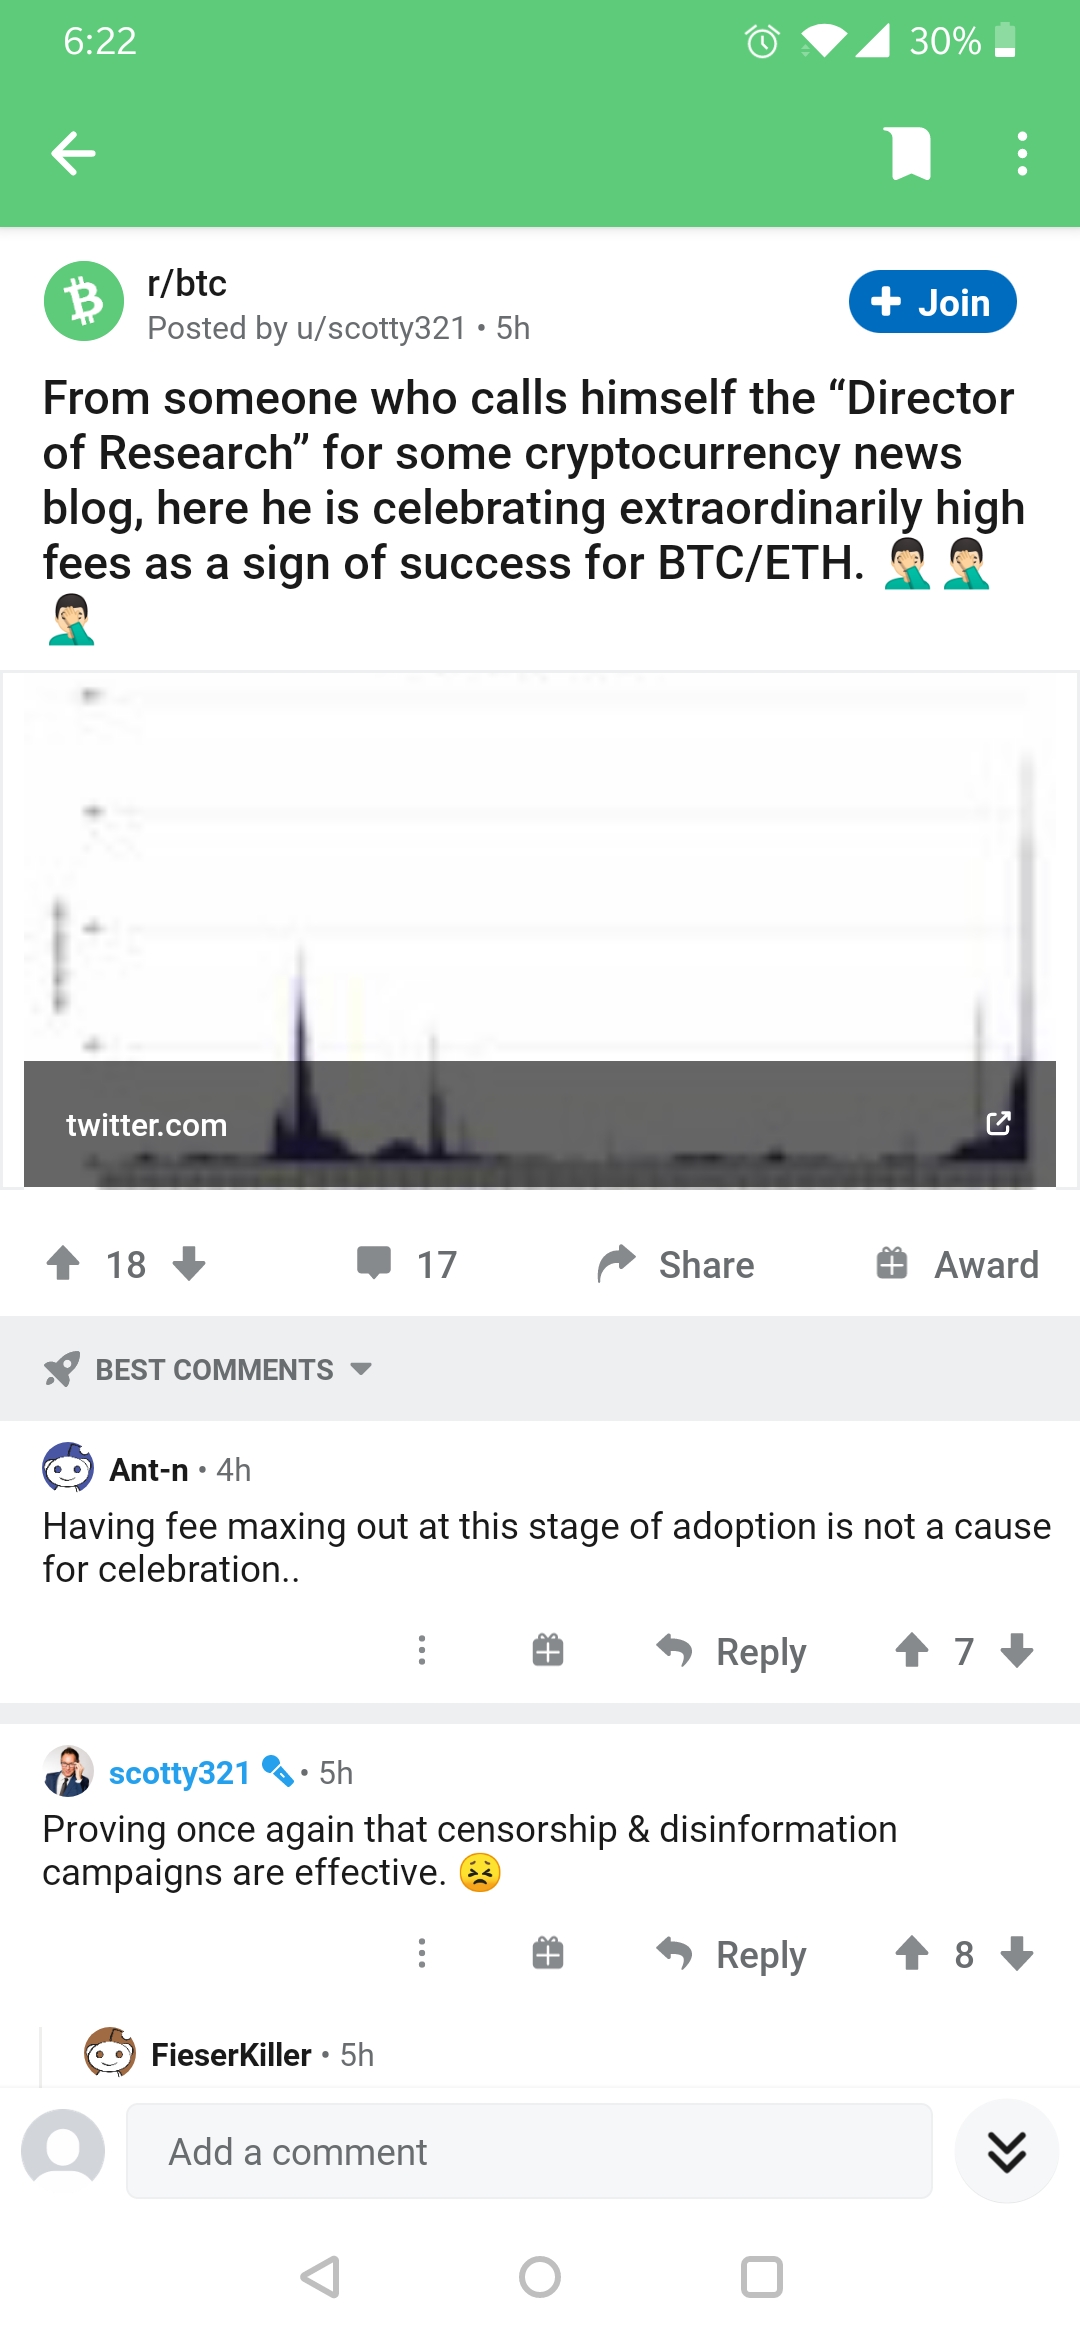 6:22
30%
r/btc
Posted by u/scotty321 • 5h
Join
From someone who calls himself the “Director
of Research” for some cryptocurrency news
blog, here he is celebrating extraordinarily high
fees as a sign of success for BTC/ETH. 🤦🏻‍♂️🤦🏻‍♂️
🤦🏻‍♂️
twitter.com
18
17
Share
Award
BEST COMMENTS
Ant-n • 4h
Having fee maxing out at this stage of adoption is not a cause
for celebration..
Reply
7
scotty321 • 5h
Proving once again that censorship & disinformation
campaigns are effective. 😣
Reply
8
FieserKiller • 5h
Add a comment